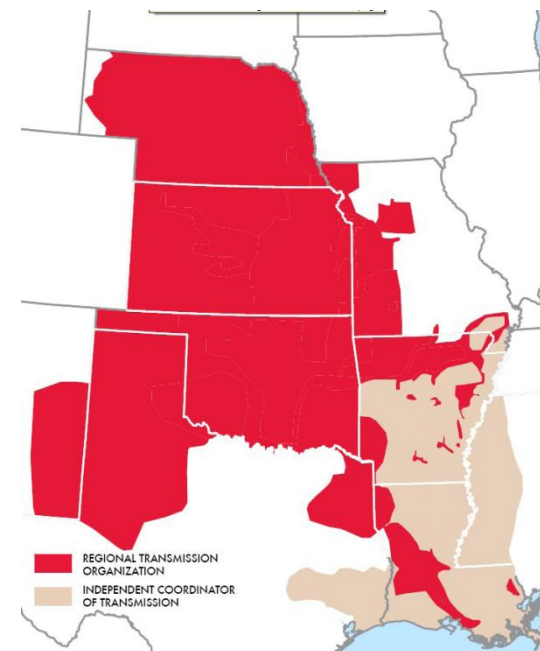 REGIONAL TRANSMISSION
ORGANIZATION
INDEPENDENT COORDINATOR
OF TRANSMISSION